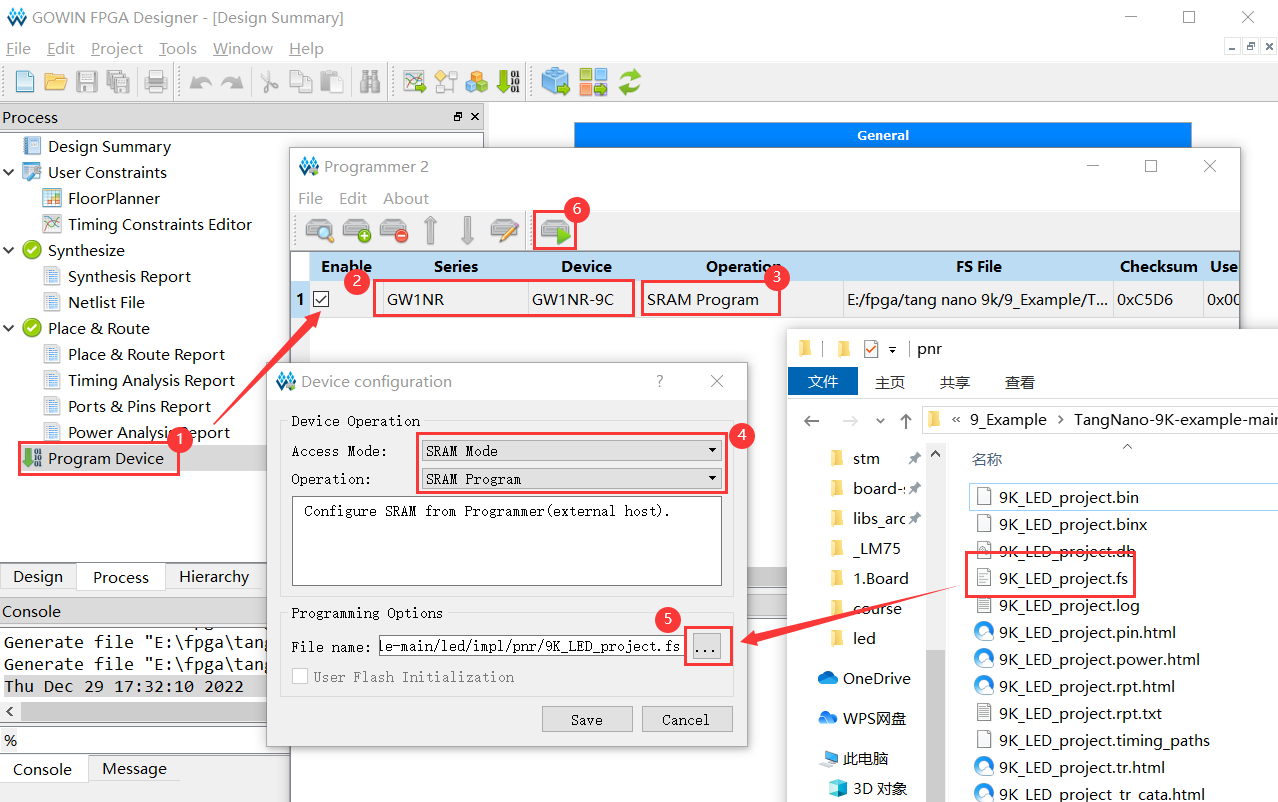 GOWIN FPGA Designer - [Design Summary]
File Edit Project Tools Window Help
Process
Design Summary
User Constraints
FloorPlanner
Timing Constraints Editor
Synthesize
Synthesis Report
Netlist File
Place & Route
Place & Route Report
Timing Analysis Report
Ports & Pins Report
Power Analysis Report
1
Program Device
Design Process Hierarchy
Console
Generate file "E:\fpga\tang
Generate file "E:\fpga\tang
Thu Dec 29 17:32:10 2022
%
Console Message
General
Programmer 2
File Edit About
6
Enable Series Device Operation FS File Checksum Use
2
3
1 GW1NR GW1NR-9C SRAM Program E:/fpga/tang nano 9k/9_Example/T... 0xC5D6 0x00
Device configuration ?
Device Operation
4
Access Mode: SRAM Mode
Operation: SRAM Program
Configure SRAM from Programmer(external host).
Programming Options
5
File name: le-main/led/impl/pnr/9K_LED_project.fs ...
User Flash Initialization
Save Cancel
pnr
文件 主页 共享 查看
« 9_Example > TangNano-9K-example-main
stm
board-s
libs_arc
_LM75
1.Board
course
led
OneDrive
WPS网盘
此电脑
3D 对象
名称
9K_LED_project.bin
9K_LED_project.binx
9K_LED_project.db
9K_LED_project.fs
9K_LED_project.log
9K_LED_project.pin.html
9K_LED_project.power.html
9K_LED_project.rpt.html
9K_LED_project.rpt.txt
9K_LED_project.timing_paths
9K_LED_project.tr.html
9K_LED_project_tr_cata.html